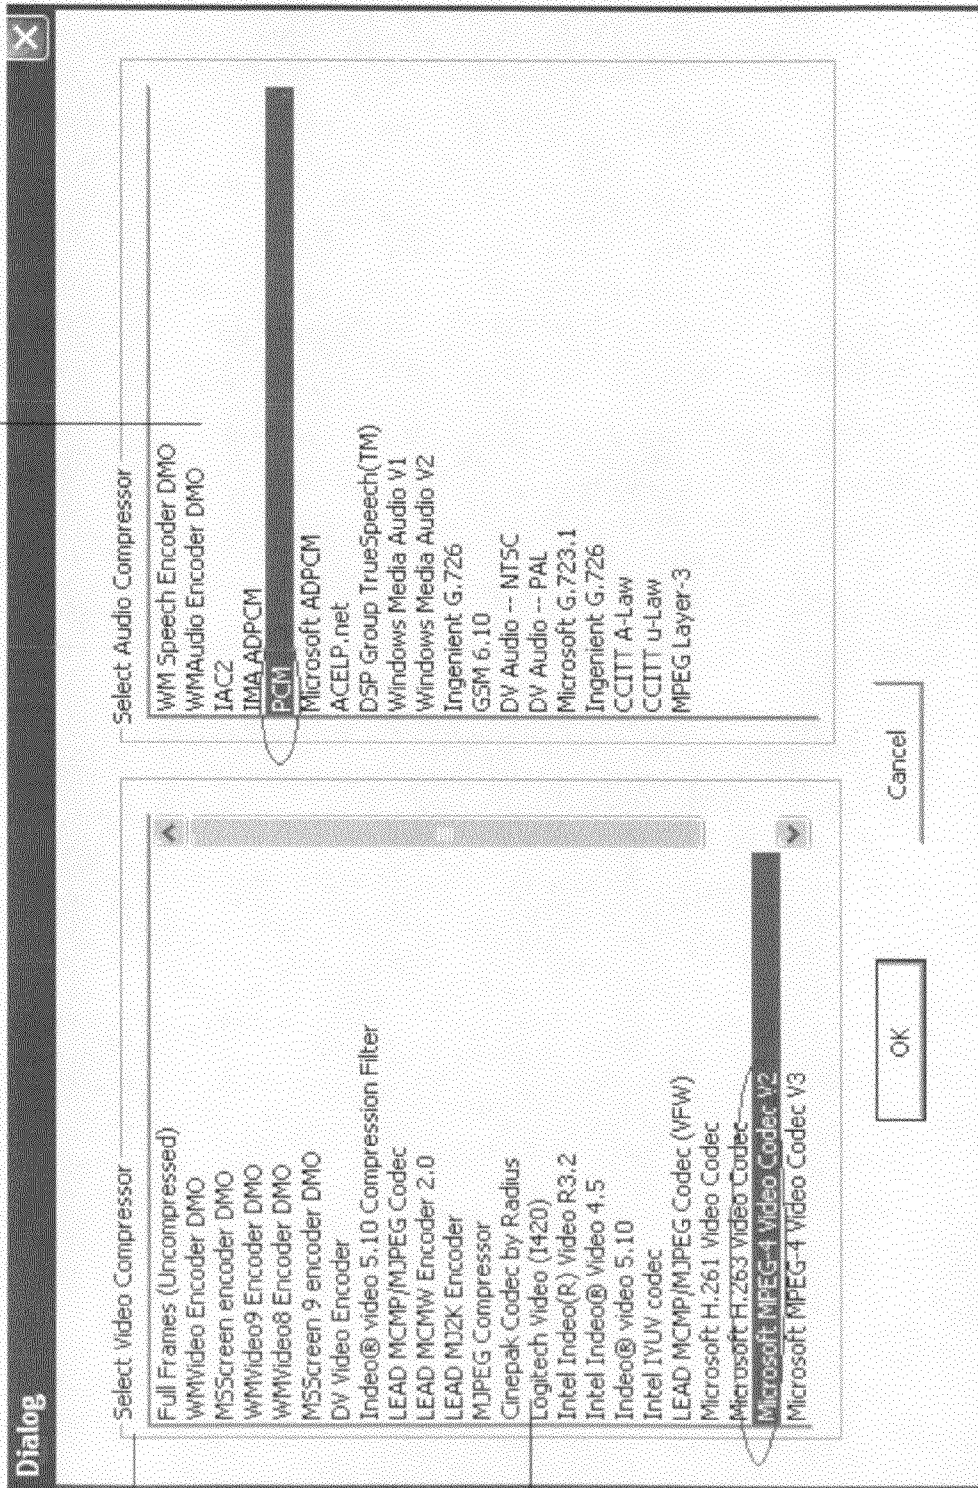 Dialog
Select Video Compressor
Full Frames (Uncompressed)
WMVideo Encoder DMO
MSScreen encoder DMO
WMVideo9 Encoder DMO
WMVideo8 Encoder DMO
MSScreen 9 encoder DMO
DV Video Encoder
Indeo® video 5.10 Compression Filter
LEAD MCMP/MJPEG Codec
LEAD MCMW Encoder 2.0
LEAD MJ2K Encoder
MJPEG Compressor
Cinepak Codec by Radius
Logitech Video (I420)
Intel Indeo(R) Video R3.2
Intel Indeo® Video 4.5
Indeo® video 5.10
Intel IYUV codec
LEAD MCMP/MJPEG Codec (VFW)
Microsoft H.261 Video Codec
Microsoft H.263 Video Codec
Microsoft MPEG-4 Video Codec V2
Microsoft MPEG-4 Video Codec V3
Select Audio Compressor
WM Speech Encoder DMO
WMAudio Encoder DMO
IAC2
IMA ADPCM
PCM
Microsoft ADPCM
ACELP.net
DSP Group TrueSpeech(TM)
Windows Media Audio V1
Windows Media Audio V2
Ingenient G.726
GSM 6.10
DV Audio -- NTSC
DV Audio -- PAL
Microsoft G.723.1
Ingenient G.726
CCITT A-Law
CCITT u-Law
MPEG Layer-3
OK
Cancel